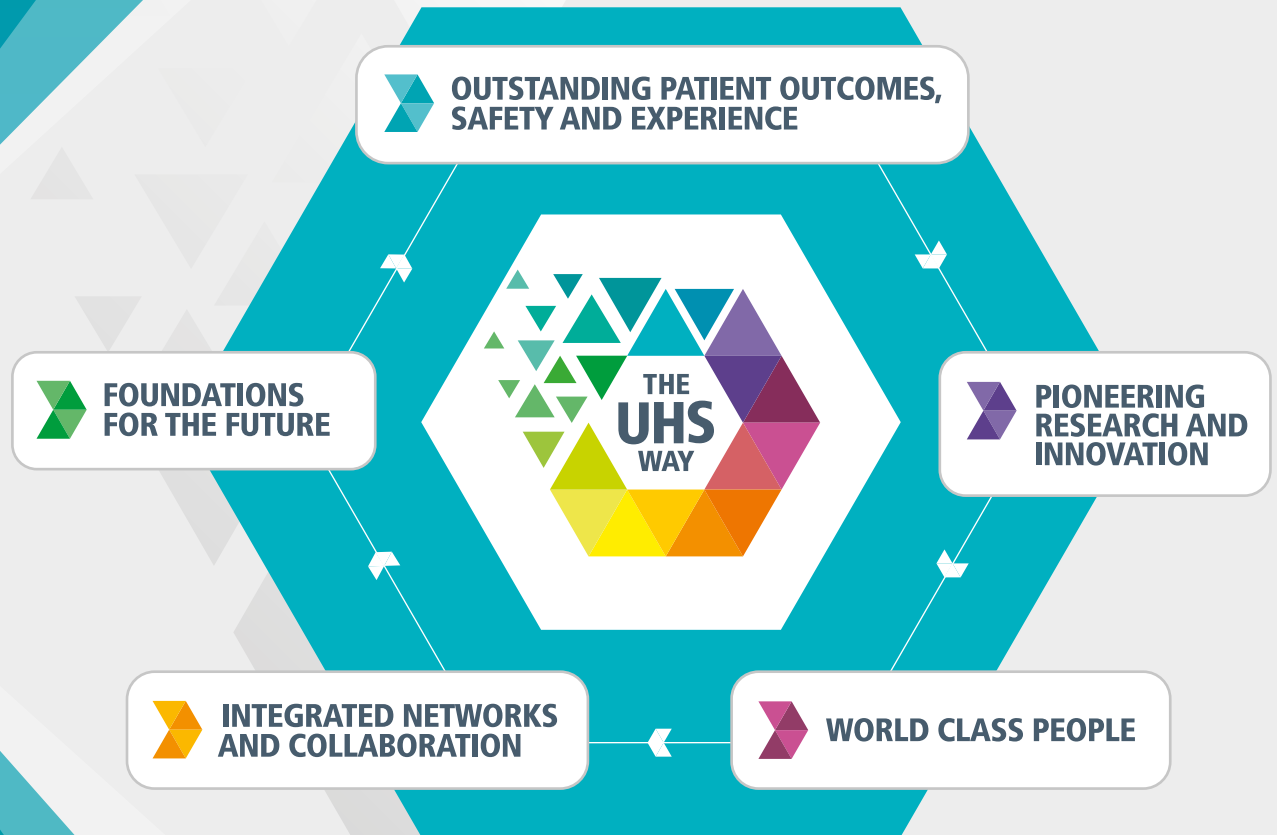 OUTSTANDING PATIENT OUTCOMES,
SAFETY AND EXPERIENCE
FOUNDATIONS
FOR THE FUTURE
THE
UHS
WAY
PIONEERING
RESEARCH AND
INNOVATION
INTEGRATED NETWORKS
AND COLLABORATION
WORLD CLASS PEOPLE